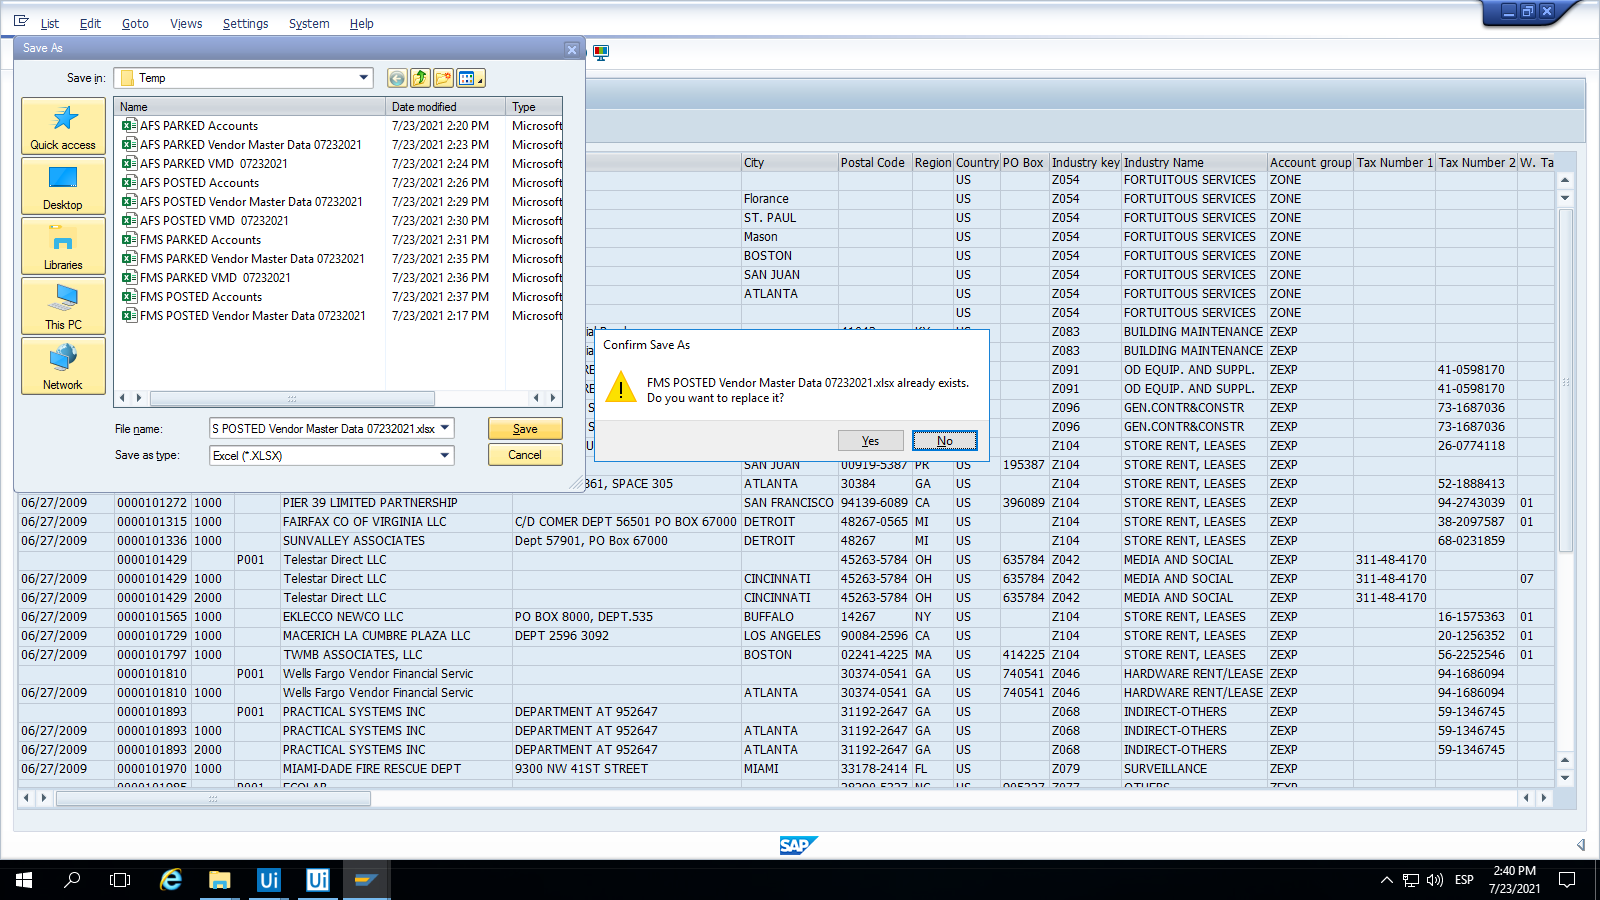 List Edit Goto Views Settings System Help
Save As
Save in: Temp
Quick access
Desktop
Libraries
This PC
Network
Name Date modified Type
AFS PARKED Accounts 7/23/2021 2:20 PM Microsoft
AFS PARKED Vendor Master Data 07232021 7/23/2021 2:23 PM Microsoft
AFS PARKED VMD 07232021 7/23/2021 2:24 PM Microsoft
AFS POSTED Accounts 7/23/2021 2:26 PM Microsoft
AFS POSTED Vendor Master Data 07232021 7/23/2021 2:29 PM Microsoft
AFS POSTED VMD 07232021 7/23/2021 2:30 PM Microsoft
FMS PARKED Accounts 7/23/2021 2:31 PM Microsoft
FMS PARKED Vendor Master Data 07232021 7/23/2021 2:35 PM Microsoft
FMS PARKED VMD 07232021 7/23/2021 2:36 PM Microsoft
FMS POSTED Accounts 7/23/2021 2:37 PM Microsoft
FMS POSTED Vendor Master Data 07232021 7/23/2021 2:17 PM Microsoft
File name: S POSTED Vendor Master Data 07232021.xlsx Save
Save as type: Excel (*.XLSX) Cancel
Confirm Save As
FMS POSTED Vendor Master Data 07232021.xlsx already exists.
Do you want to replace it?
Yes No
City Postal Code Region Country PO Box Industry key Industry Name Account group Tax Number 1 Tax Number 2 W. Ta
US Z054 FORTUITOUS SERVICES ZONE
Florance US Z054 FORTUITOUS SERVICES ZONE
ST. PAUL US Z054 FORTUITOUS SERVICES ZONE
Mason US Z054 FORTUITOUS SERVICES ZONE
BOSTON US Z054 FORTUITOUS SERVICES ZONE
SAN JUAN US Z054 FORTUITOUS SERVICES ZONE
ATLANTA US Z054 FORTUITOUS SERVICES ZONE
US Z054 FORTUITOUS SERVICES ZONE
Z083 BUILDING MAINTENANCE ZEXP
Z083 BUILDING MAINTENANCE ZEXP
Z091 OD EQUIP. AND SUPPL. ZEXP 41-0598170
Z091 OD EQUIP. AND SUPPL. ZEXP 41-0598170
Z096 GEN.CONTR&CONSTR ZEXP 73-1687036
Z096 GEN.CONTR&CONSTR ZEXP 73-1687036
Z104 STORE RENT, LEASES ZEXP 26-0774118
SAN JUAN 00919-5387 PR 195387 Z104 STORE RENT, LEASES ZEXP
361, SPACE 305 ATLANTA 30384 GA US Z104 STORE RENT, LEASES ZEXP 52-1888413
06/27/2009 0000101272 1000 PIER 39 LIMITED PARTNERSHIP SAN FRANCISCO 94139-6089 CA US 396089 Z104 STORE RENT, LEASES ZEXP 94-2743039 01
06/27/2009 0000101315 1000 FAIRFAX CO OF VIRGINIA LLC C/D COMER DEPT 56501 PO BOX 67000 DETROIT 48267-0565 MI US Z104 STORE RENT, LEASES ZEXP 38-2097587 01
06/27/2009 0000101336 1000 SUNVALLEY ASSOCIATES Dept 57901, PO Box 67000 DETROIT 48267 MI US Z104 STORE RENT, LEASES ZEXP 68-0231859
0000101429 P001 Telestar Direct LLC 45263-5784 OH US 635784 Z042 MEDIA AND SOCIAL ZEXP 311-48-4170
06/27/2009 0000101429 1000 Telestar Direct LLC CINCINNATI 45263-5784 OH US 635784 Z042 MEDIA AND SOCIAL ZEXP 311-48-4170 07
06/27/2009 0000101429 2000 Telestar Direct LLC CINCINNATI 45263-5784 OH US 635784 Z042 MEDIA AND SOCIAL ZEXP 311-48-4170
06/27/2009 0000101565 1000 EKLECCO NEWCO LLC PO BOX 8000, DEPT.535 BUFFALO 14267 NY US Z104 STORE RENT, LEASES ZEXP 16-1575363 01
06/27/2009 0000101729 1000 MACERICH LA CUMBRE PLAZA LLC DEPT 2596 3092 LOS ANGELES 90084-2596 CA US Z104 STORE RENT, LEASES ZEXP 20-1256352 01
06/27/2009 0000101797 1000 TWMB ASSOCIATES, LLC BOSTON 02241-4225 MA US 414225 Z104 STORE RENT, LEASES ZEXP 56-2252546 01
0000101810 P001 Wells Fargo Vendor Financial Servic 30374-0541 GA US 740541 Z046 HARDWARE RENT/LEASE ZEXP 94-1686094
06/27/2009 0000101810 1000 Wells Fargo Vendor Financial Servic ATLANTA 30374-0541 GA US 740541 Z046 HARDWARE RENT/LEASE ZEXP 94-1686094
0000101893 P001 PRACTICAL SYSTEMS INC DEPARTMENT AT 952647 31192-2647 GA US Z068 INDIRECT-OTHERS ZEXP 59-1346745
06/27/2009 0000101893 1000 PRACTICAL SYSTEMS INC DEPARTMENT AT 952647 ATLANTA 31192-2647 GA US Z068 INDIRECT-OTHERS ZEXP 59-1346745
06/27/2009 0000101893 2000 PRACTICAL SYSTEMS INC DEPARTMENT AT 952647 ATLANTA 31192-2647 GA US Z068 INDIRECT-OTHERS ZEXP 59-1346745
06/27/2009 0000101970 1000 MIAMI-DADE FIRE RESCUE DEPT 9300 NW 41ST STREET MIAMI 33178-2414 FL US Z079 SURVEILLANCE ZEXP
SAP
Ui Ui ESP 2:40 PM
7/23/2021